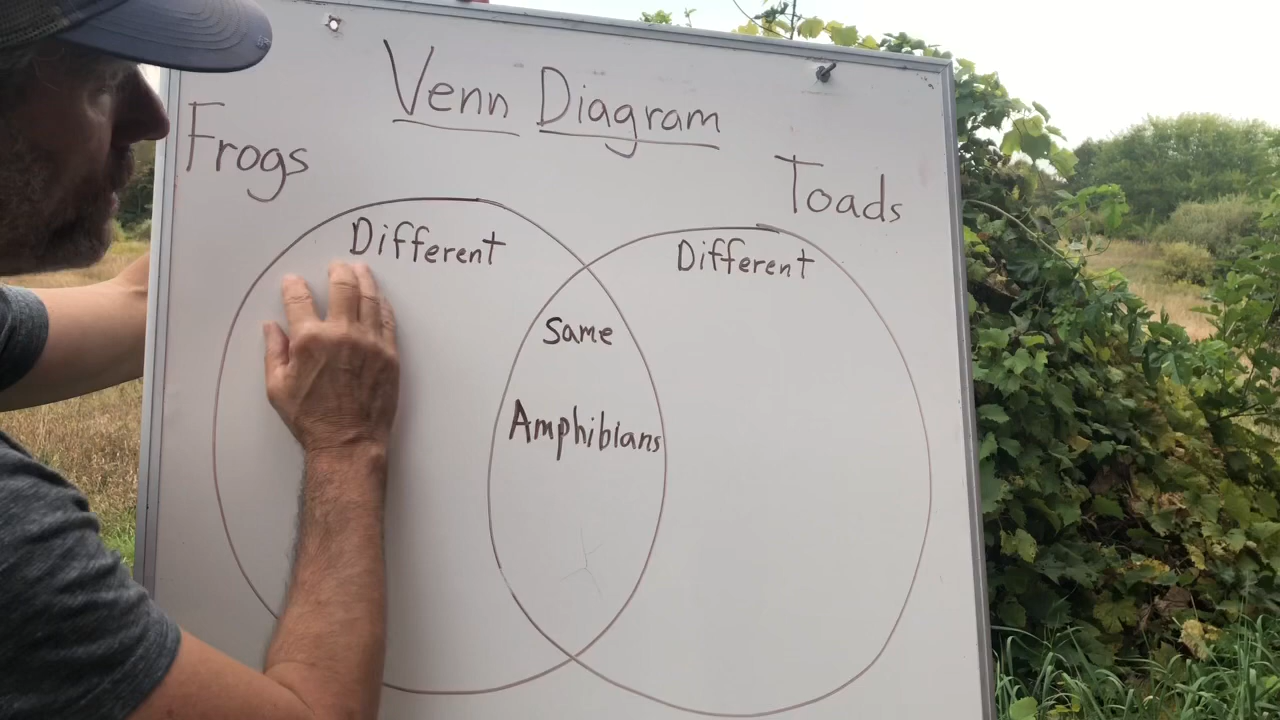 Venn Diagram
Frogs
Toads
Different
Different
Same
Amphibians